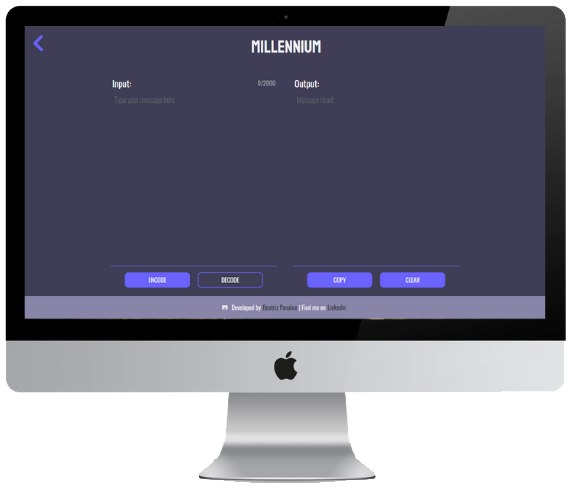 MILLENNIUM
Input:
0/2000
Output:
Type your message here
Message result
ENCODE
DECODE
COPY
CLEAR
Developed by Beatriz Penalva | Find me on Linkedin